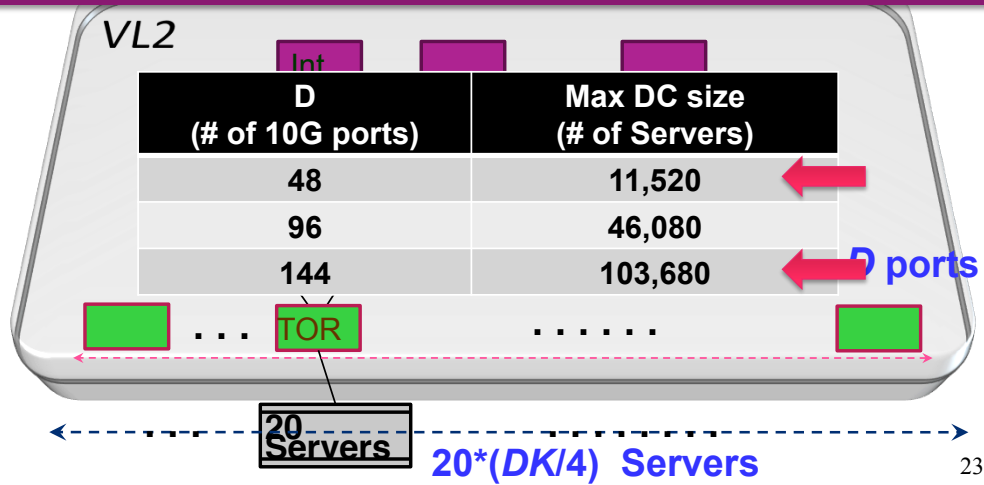 VL2
Int
D
(# of 10G ports)
Max DC size
(# of Servers)
48 11,520
96 46,080
144 103,680
D ports
. . . TOR . . . . . .
. . . 20 Servers . . . . . . . .
20*(DK/4) Servers
23